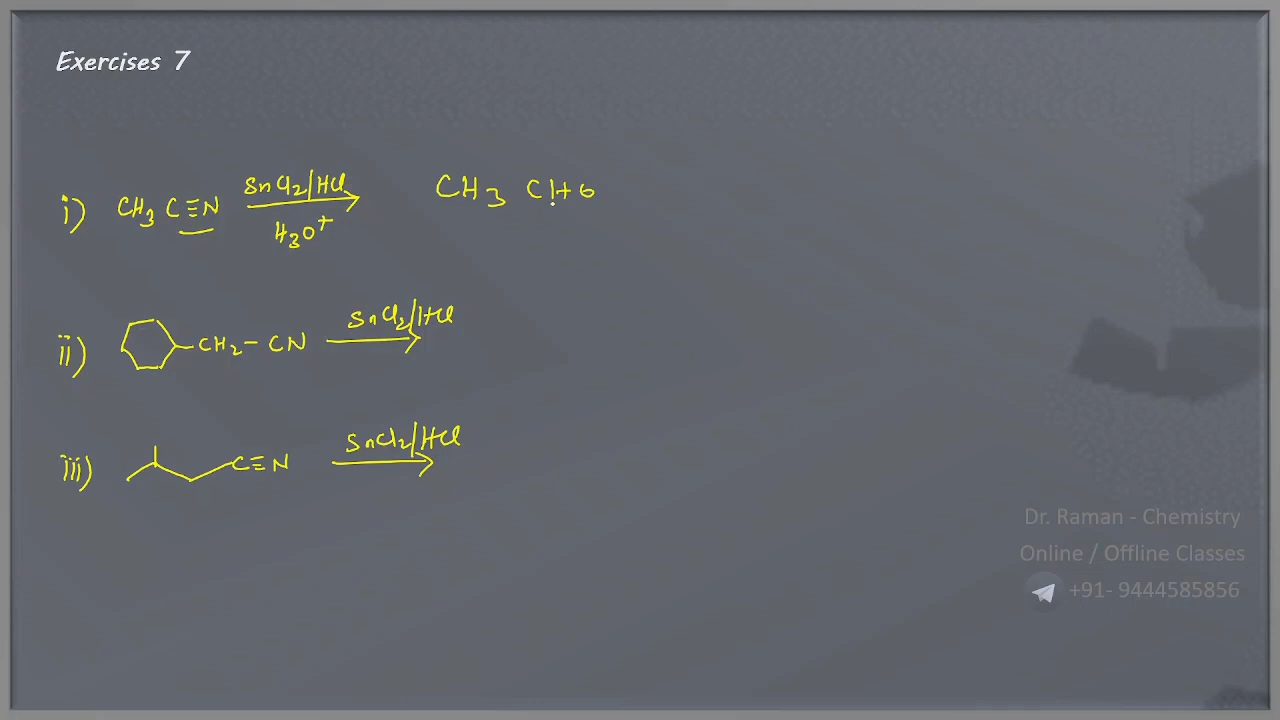 Exercises 7
i) CH3 C≡N SnCl2/HCl H3O+ CH3 CHO
ii) -CH2-CN SnCl2/HCl
iii) C≡N SnCl2/HCl
Dr. Raman - Chemistry
Online / Offline Classes
+91- 9444585856